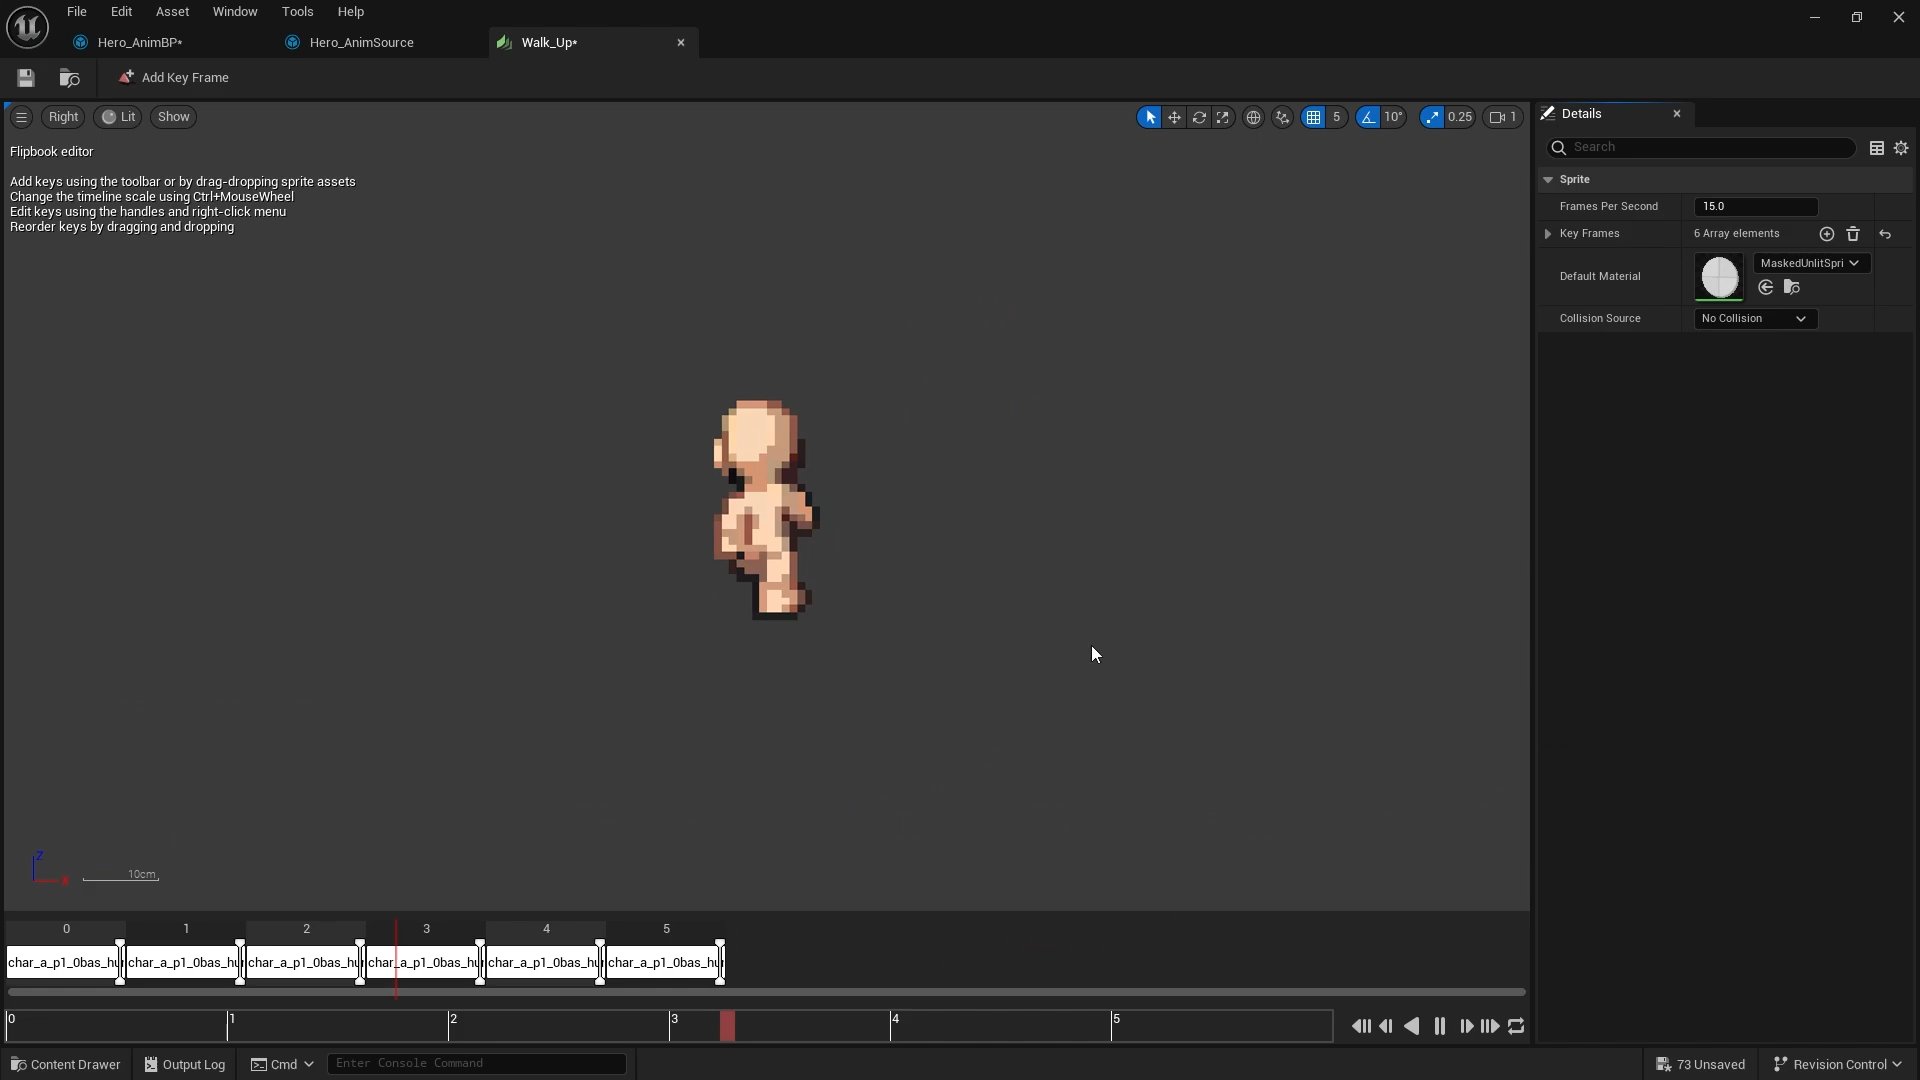 File Edit Asset Window Tools Help
Hero_AnimBP* Hero_AnimSource Walk_Up*
Add Key Frame
Right Lit Show 5 10° 0.25 1
Flipbook editor
Add keys using the toolbar or by drag-dropping sprite assets
Change the timeline scale using Ctrl+MouseWheel
Edit keys using the handles and right-click menu
Reorder keys by dragging and dropping
Details
Search
Sprite
Frames Per Second 15.0
Key Frames 6 Array elements
Default Material MaskedUnlitSpri
Collision Source No Collision
Z
X
10cm
0 1 2 3 4 5
char_a_p1_0bas_hu char_a_p1_0bas_hu char_a_p1_0bas_hu char_a_p1_0bas_hu char_a_p1_0bas_hu char_a_p1_0bas_hu
0 1 2 3 4 5
Content Drawer Output Log Cmd Enter Console Command 73 Unsaved Revision Control